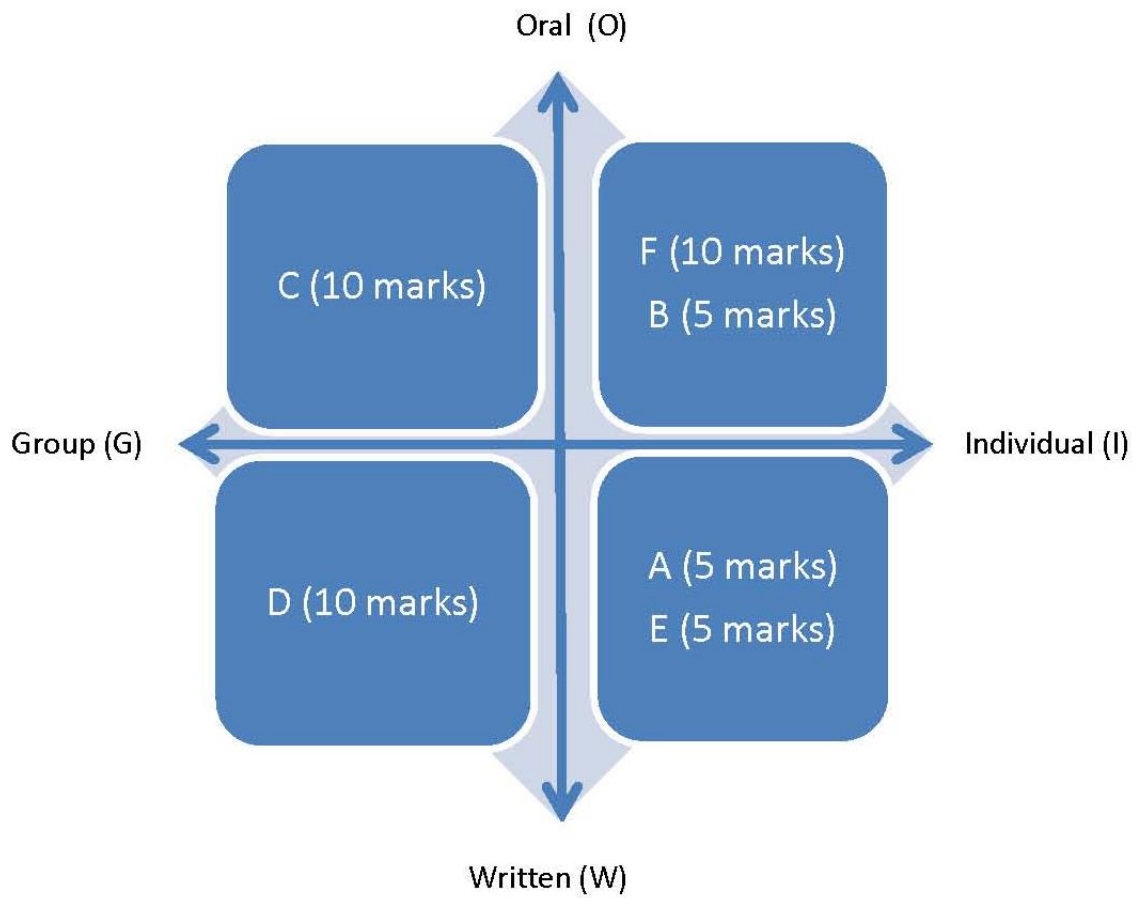 Oral (O)
C (10 marks)
F (10 marks)
B (5 marks)
Group (G)
Individual (I)
D (10 marks)
A (5 marks)
E (5 marks)
Written (W)